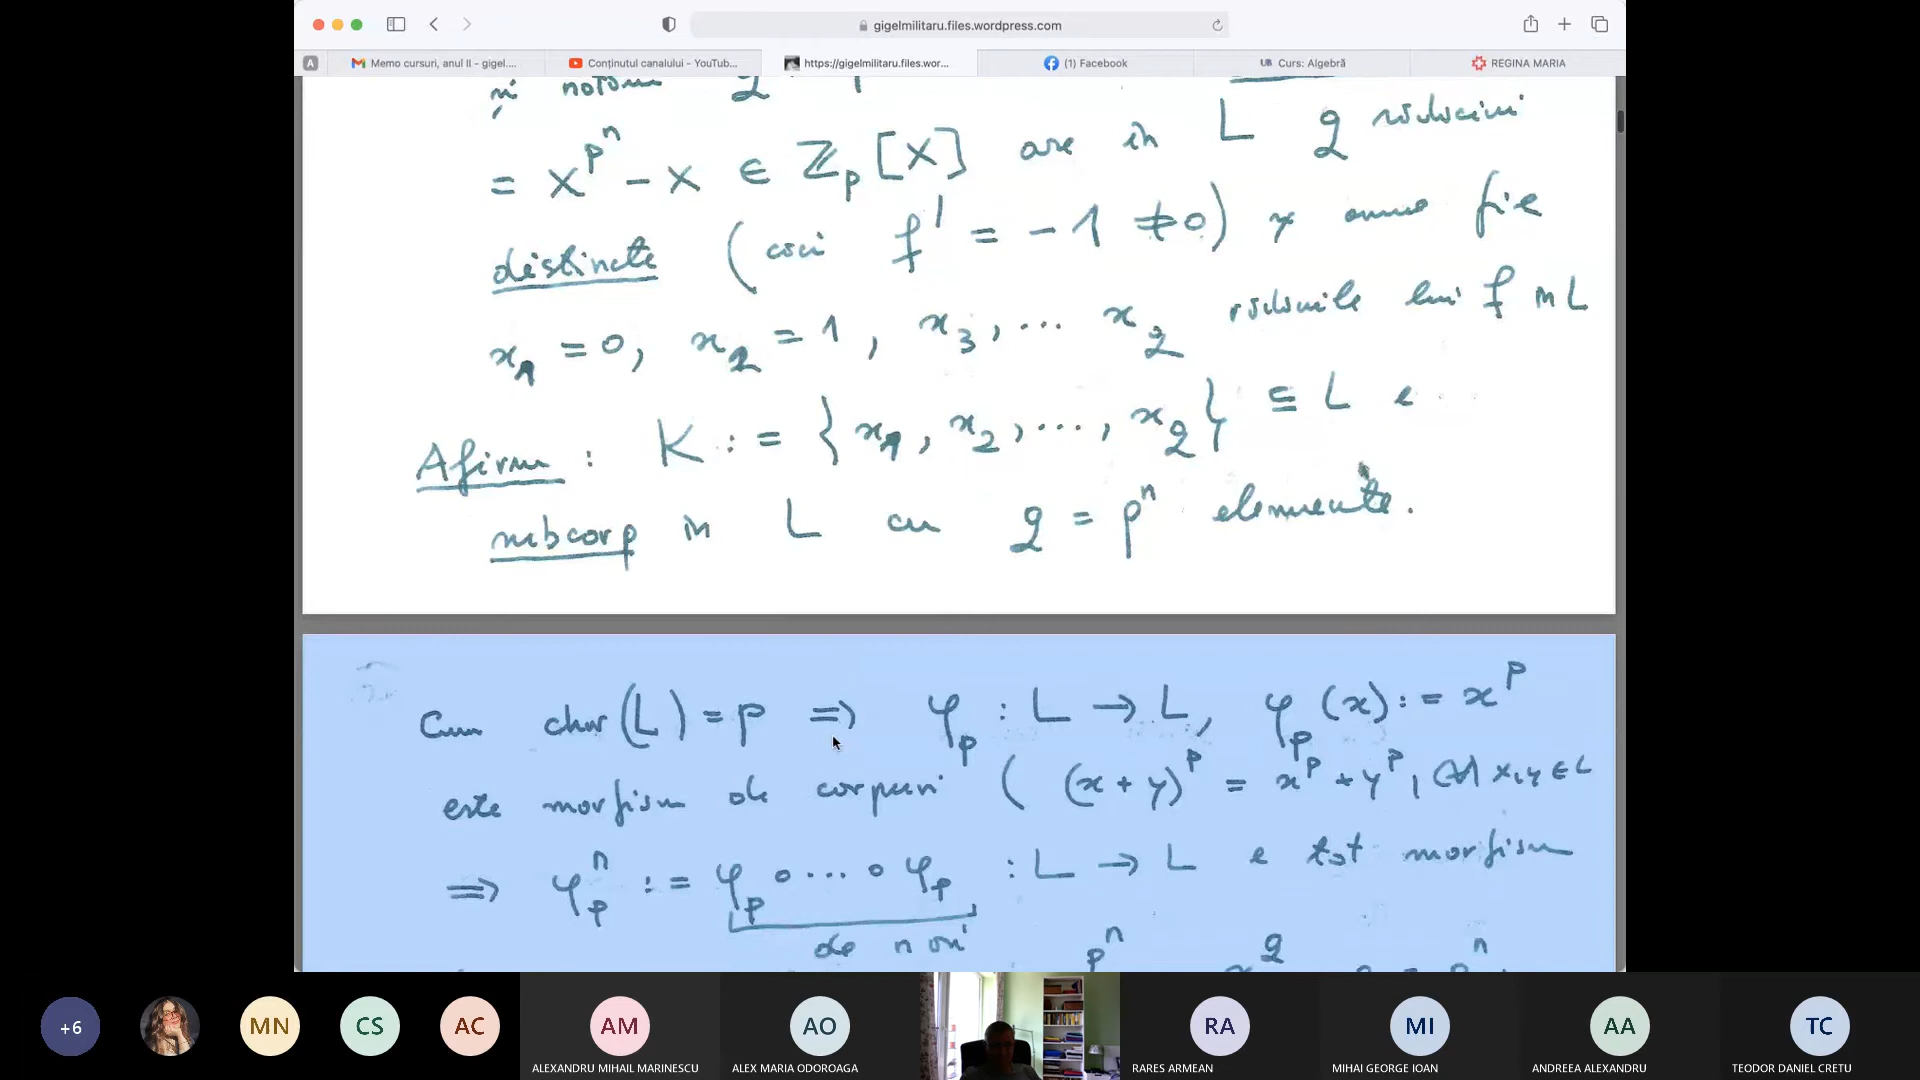 gigelmilitaru.files.wordpress.com
A
Memo cursuri, anul II - gigel....
Conținutul canalului - YouTub...
https://gigelmilitaru.files.wor...
(1) Facebook
UB Curs: Algebră
REGINA MARIA
și notăm q
= X^{p^n} - X ∈ ℤ_p [X] are în L q rădăcini
distincte (căci f' = -1 ≠ 0) și anume fie
x_1 = 0, x_2 = 1, x_3, ... x_q rădăcinile lui f în L
Afirm : K := {x_1, x_2, ..., x_q} ⊆ L e ...
subcorp în L cu q = p^n elemente.
Cum char(L) = p => φ_p : L → L, φ_p(x) := x^p
este morfism de corpuri ( (x + y)^p = x^p + y^p, (∀) x, y ∈ L
=> φ_p^n := φ_p ∘ ... ∘ φ_p : L → L e tot morfism
de n ori
+6
MN
CS
AC
AM
AO
RA
MI
AA
TC
ALEXANDRU MIHAIL MARINESCU
ALEX MARIA ODOROAGA
RARES ARMEAN
MIHAI GEORGE IOAN
ANDREEA ALEXANDRU
TEODOR DANIEL CRETU